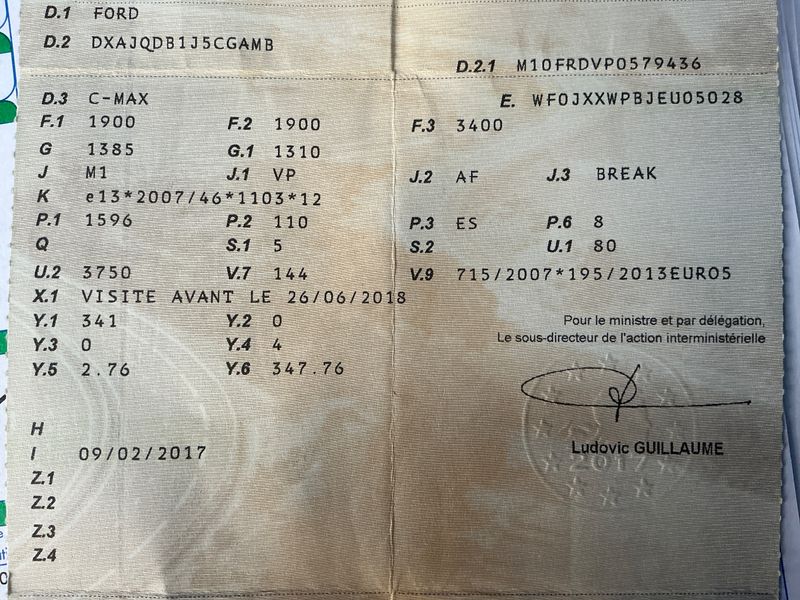 D.1 FORD
D.2 DXAJQDB1J5CGAMB
D.2.1 M10FRDVP0579436
D.3 C-MAX E. WF0JXXWPBJEU05028
F.1 1900 F.2 1900 F.3 3400
G 1385 G.1 1310
J M1 J.1 VP J.2 AF J.3 BREAK
K e13*2007/46*1103*12
P.1 1596 P.2 110 P.3 ES P.6 8
Q S.1 5 S.2 U.1 80
U.2 3750 V.7 144 V.9 715/2007*195/2013EURO5
X.1 VISITE AVANT LE 26/06/2018
Y.1 341 Y.2 0
Y.3 0 Y.4 4
Y.5 2.76 Y.6 347.76
Pour le ministre et par délégation,
Le sous-directeur de l'action interministérielle
Ludovic GUILLAUME
2017
H
I 09/02/2017
Z.1
Z.2
Z.3
Z.4